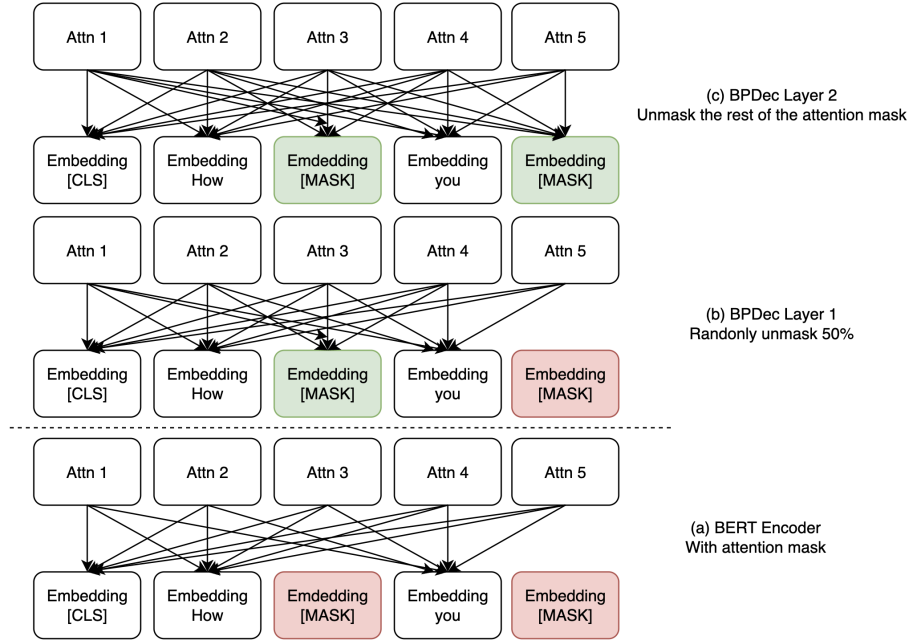 Attn 1
Attn 2
Attn 3
Attn 4
Attn 5
(c) BPDec Layer 2
Unmask the rest of the attention mask
Embedding
[CLS]
Embedding
How
Emdedding
[MASK]
Embedding
you
Embedding
[MASK]
Attn 1
Attn 2
Attn 3
Attn 4
Attn 5
(b) BPDec Layer 1
Randonly unmask 50%
Embedding
[CLS]
Embedding
How
Emdedding
[MASK]
Embedding
you
Embedding
[MASK]
Attn 1
Attn 2
Attn 3
Attn 4
Attn 5
(a) BERT Encoder
With attention mask
Embedding
[CLS]
Embedding
How
Emdedding
[MASK]
Embedding
you
Embedding
[MASK]